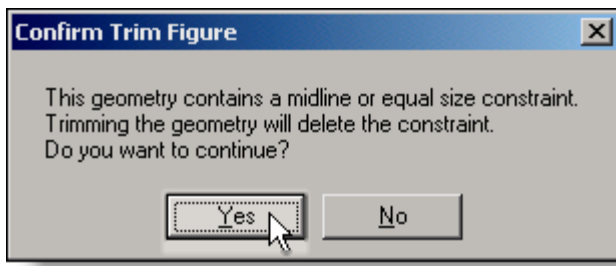 Confirm Trim Figure
This geometry contains a midline or equal size constraint.
Trimming the geometry will delete the constraint.
Do you want to continue?
Yes No